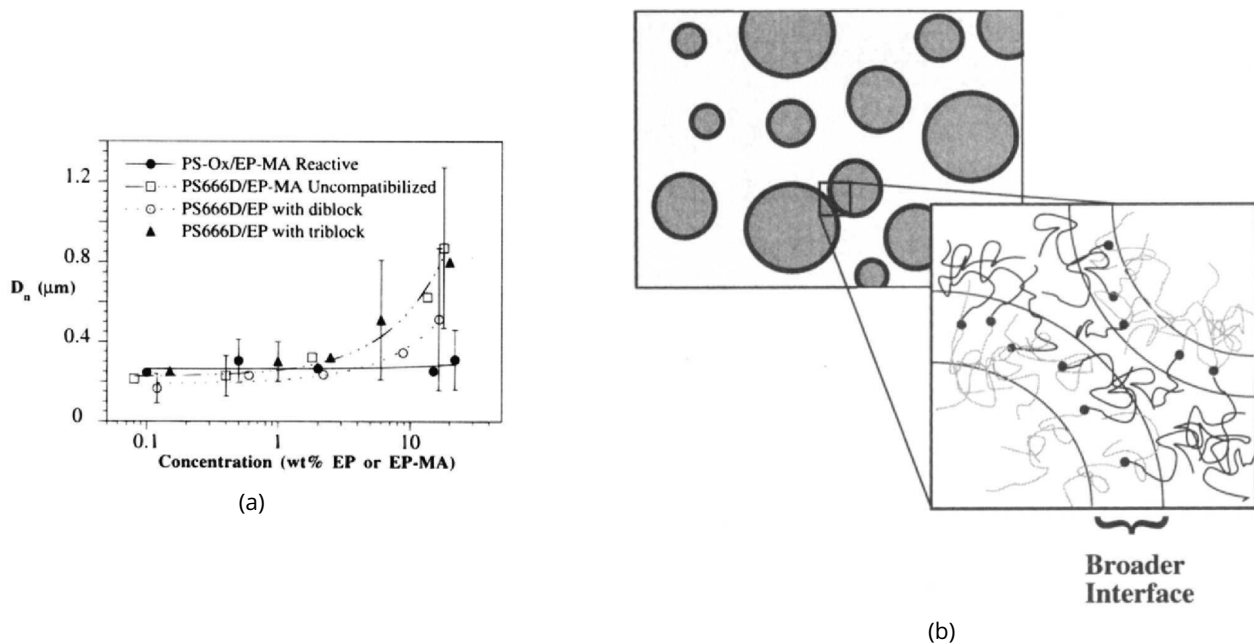 1.2
0.8
Dn (μm)
0.4
0
PS-Ox/EP-MA Reactive
PS666D/EP-MA Uncompatibilized
PS666D/EP with diblock
PS666D/EP with triblock
0.1 1 10
Concentration (wt% EP or EP-MA)
(a)
Broader
Interface
(b)